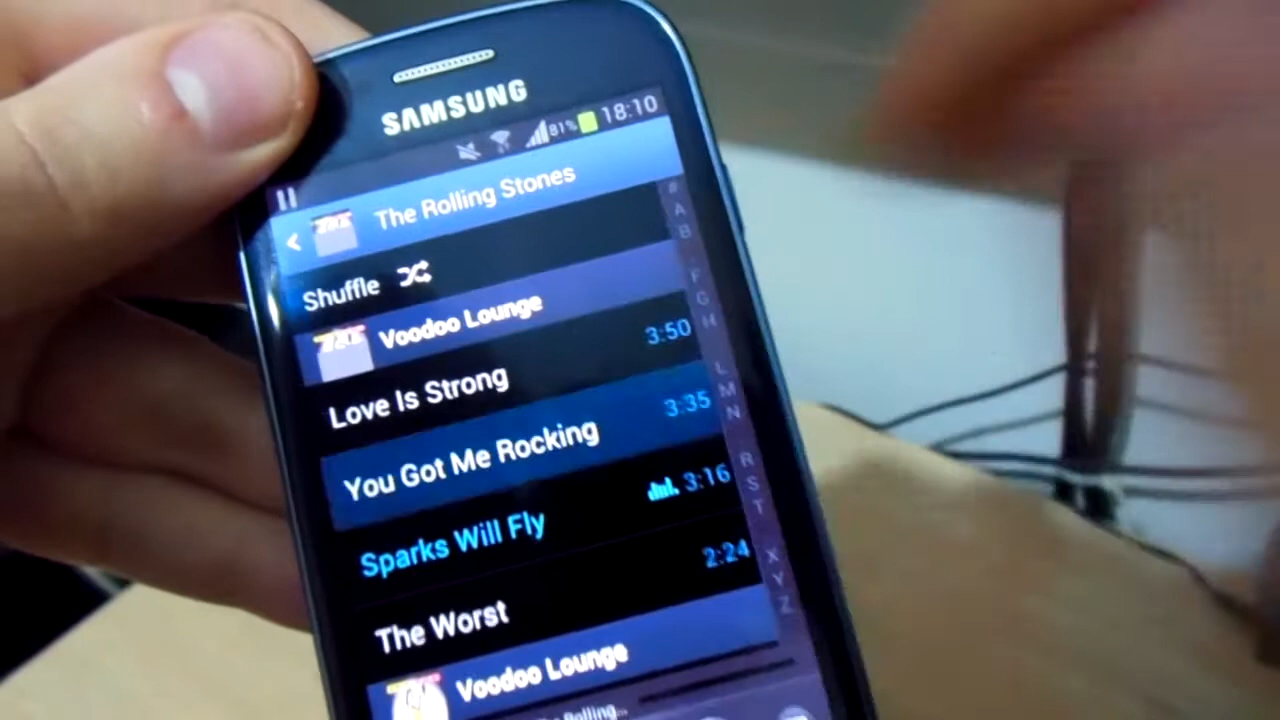 SAMSUNG
81% 18:10
The Rolling Stones
Shuffle
Voodoo Lounge
Love Is Strong 3:50
You Got Me Rocking 3:35
Sparks Will Fly 3:16
The Worst 2:24
Voodoo Lounge
Rolling...
#
A
B
F
G
H
L
M
N
R
S
T
X
Y
Z